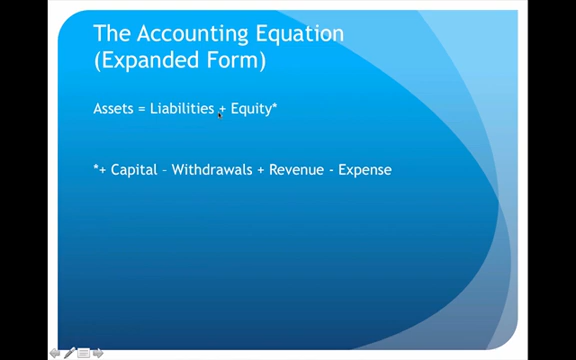 The Accounting Equation
(Expanded Form)
Assets = Liabilities + Equity*
*+ Capital – Withdrawals + Revenue - Expense